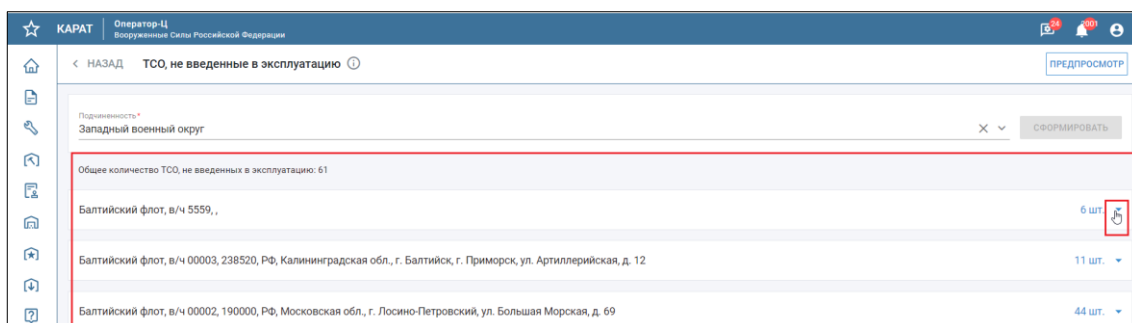 КАРАТ
Оператор-Ц
Вооруженные Силы Российской Федерации
24
2001
< НАЗАД ТСО, не введенные в эксплуатацию
ПРЕДПРОСМОТР
Подчиненность*
Западный военный округ
СФОРМИРОВАТЬ
Общее количество ТСО, не введенных в эксплуатацию: 61
Балтийский флот, в/ч 5559, , 6 шт.
Балтийский флот, в/ч 00003, 238520, РФ, Калининградская обл., г. Балтийск, г. Приморск, ул. Артиллерийская, д. 12 11 шт.
Балтийский флот, в/ч 00002, 190000, РФ, Московская обл., г. Лосино-Петровский, ул. Большая Морская, д. 69 44 шт.